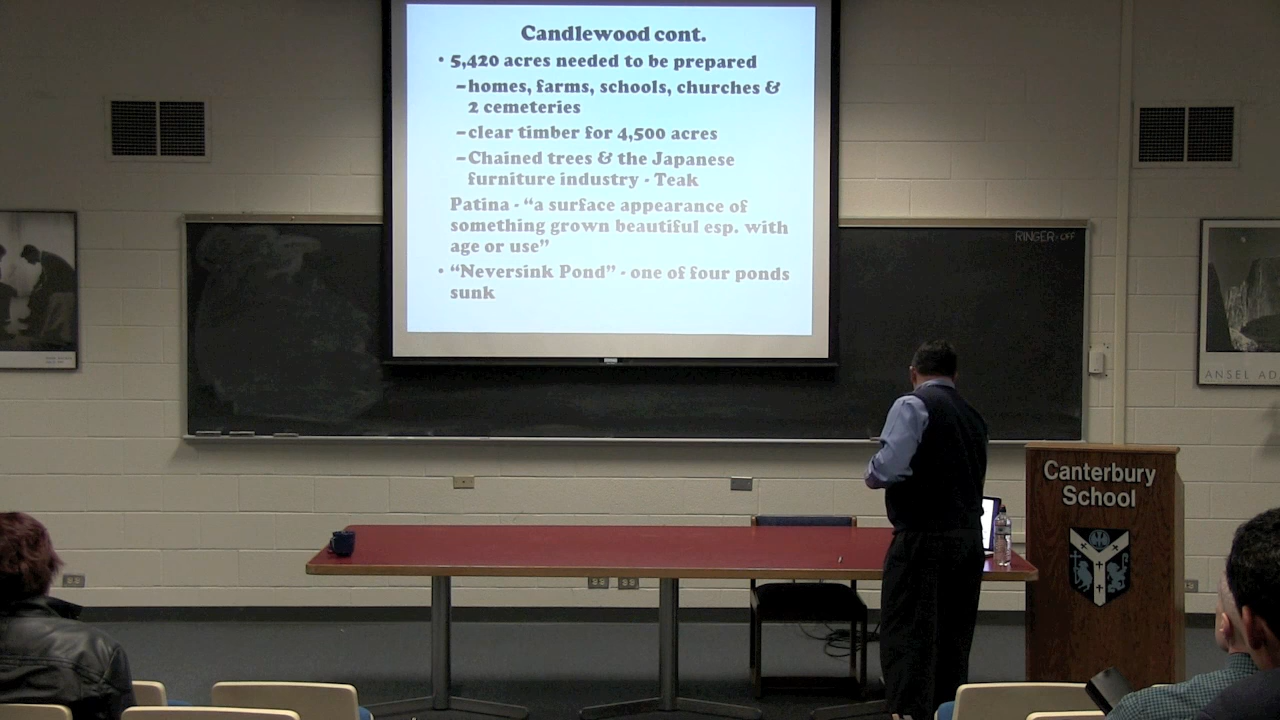 Candlewood cont.
• 5,420 acres needed to be prepared
–homes, farms, schools, churches &
2 cemeteries
–clear timber for 4,500 acres
–Chained trees & the Japanese
furniture industry - Teak
Patina - “a surface appearance of
something grown beautiful esp. with
age or use”
• “Neversink Pond” - one of four ponds
sunk
RINGER-OFF
ANSEL AD
Canterbury
School